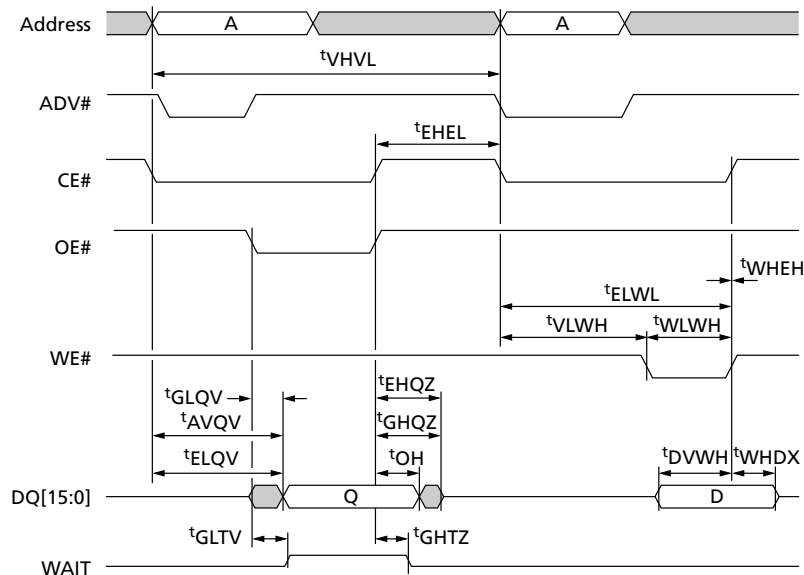 Address
A
A
tVHVL
ADV#
tEHEL
CE#
OE#
tWHEH
tELWL
tVLWH
tWLWH
WE#
tEHQZ
tGLQV
tAVQV
tGHQZ
tELQV
tOH
tDVWH
tWHDX
DQ[15:0]
Q
D
tGLTV
tGHTZ
WAIT